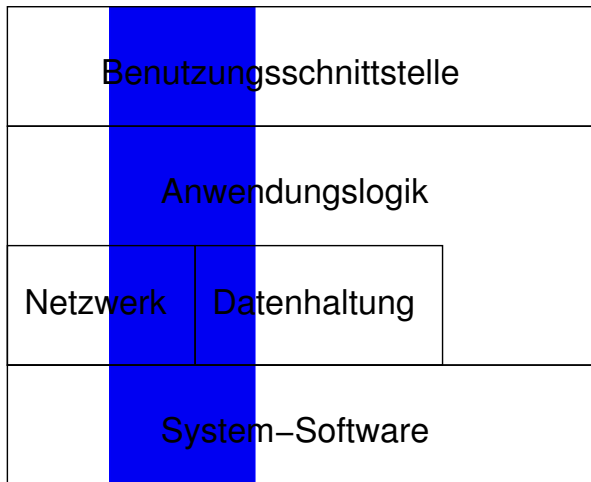 Benutzungsschnittstelle
Anwendungslogik
Netzwerk Datenhaltung
System−Software